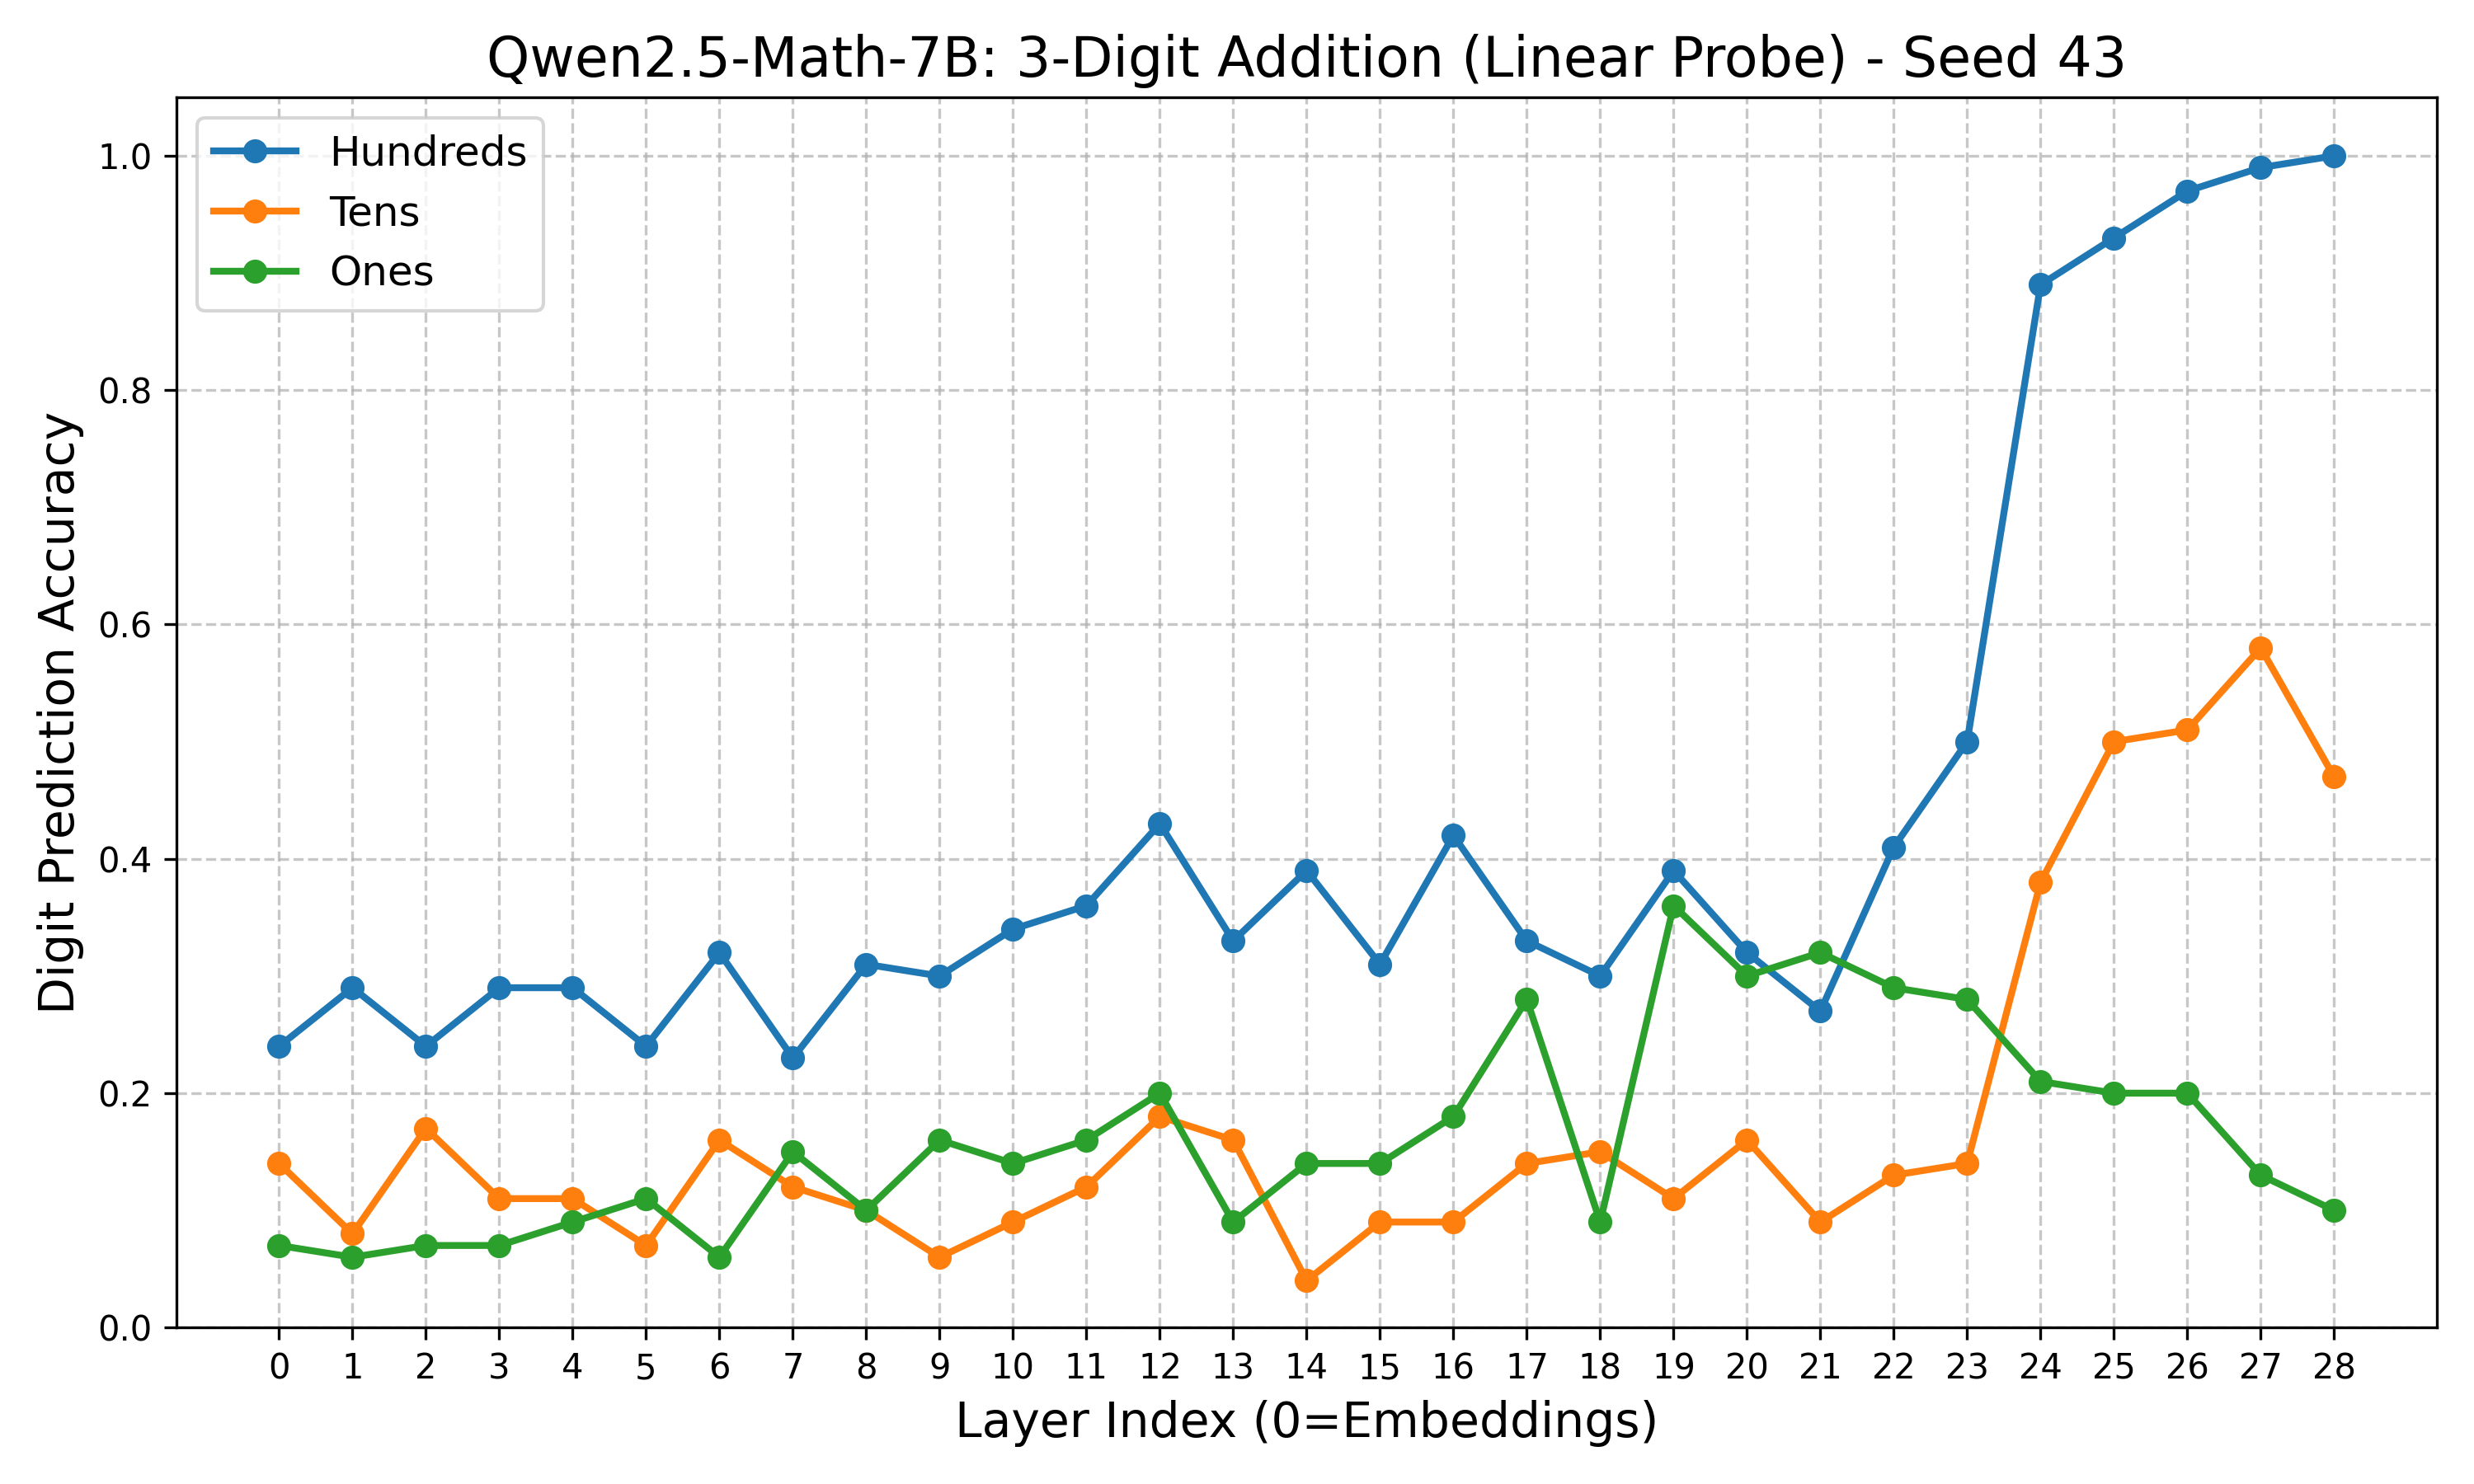 Qwen2.5-Math-7B: 3-Digit Addition (Linear Probe) - Seed 43
Hundreds
Tens
Ones
Digit Prediction Accuracy
1.0
0.8
0.6
0.4
0.2
0.0
0 1 2 3 4 5 6 7 8 9 10 11 12 13 14 15 16 17 18 19 20 21 22 23 24 25 26 27 28
Layer Index (0=Embeddings)